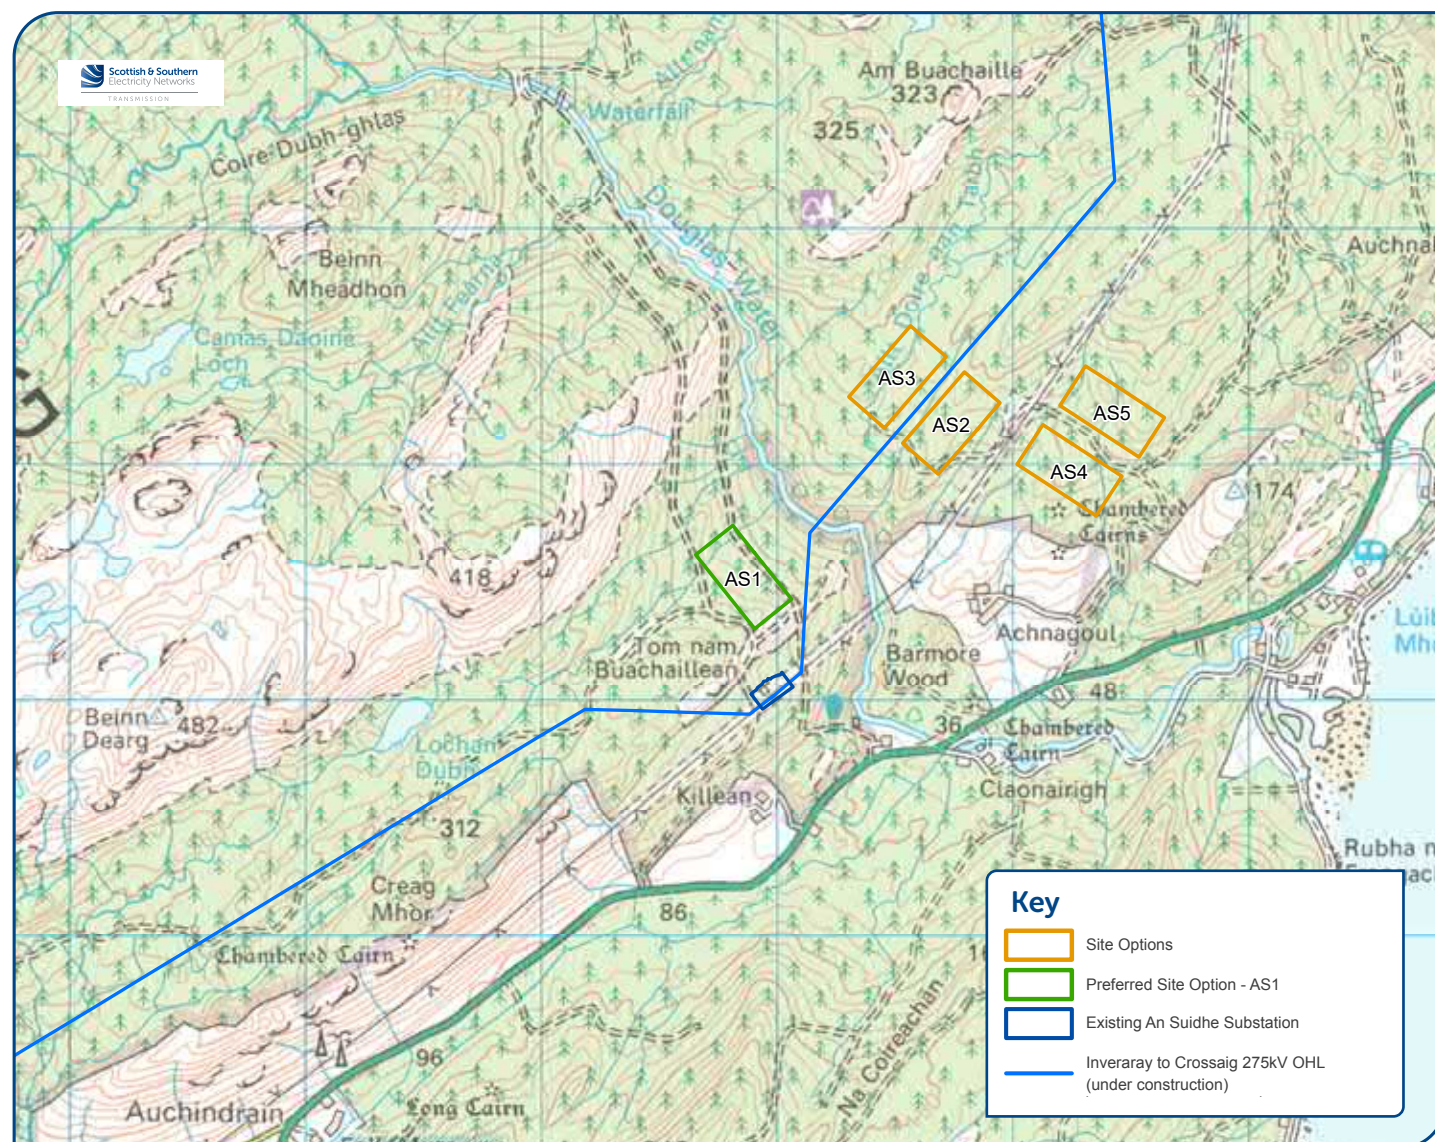 Scottish & Southern
Electricity Networks
TRANSMISSION
Am Buachaille
323
325
Waterfall
Coire Dubh-ghlas
Douglas Water
Beinn
Mheadhon
Auchna
Camas Daoine
Loch
G
AS3
AS2
AS5
AS4
174
Chambered
Cairns
418
AS1
Tom nam
Buachaillean
Achnagoul
Barmore
Wood
48
Beinn
Dearg
482
Lochan
Dubh
36
Chambered
Cairn
Claonairigh
Killean
312
Rubha n
Creag
Mhor
86
Chambered Cairn
Na Coireachan
96
Auchindrain
Long Cairn
Key
Site Options
Preferred Site Option - AS1
Existing An Suidhe Substation
Inveraray to Crossaig 275kV OHL
(under construction)